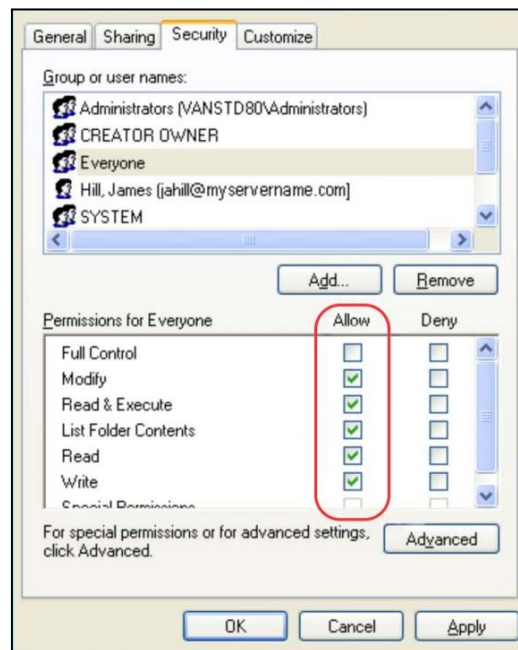 General Sharing Security Customize
Group or user names:
Administrators (VANSTD80\Administrators)
CREATOR OWNER
Everyone
Hill, James [jahill@myservername.com]
SYSTEM
Add... Remove
Permissions for Everyone Allow Deny
Full Control
Modify
Read & Execute
List Folder Contents
Read
Write
Special Permissions
For special permissions or for advanced settings, Advanced
click Advanced.
OK Cancel Apply